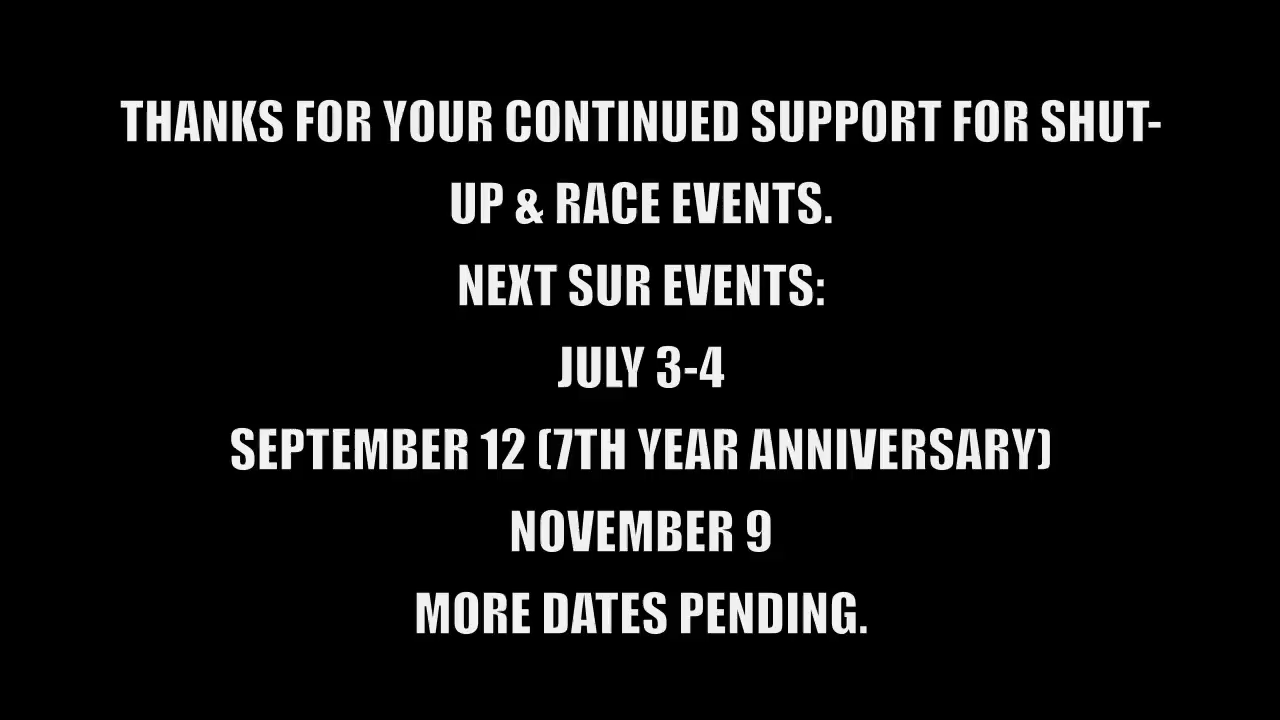 THANKS FOR YOUR CONTINUED SUPPORT FOR SHUT-
UP & RACE EVENTS.
NEXT SUR EVENTS:
JULY 3-4
SEPTEMBER 12 (7TH YEAR ANNIVERSARY)
NOVEMBER 9
MORE DATES PENDING.